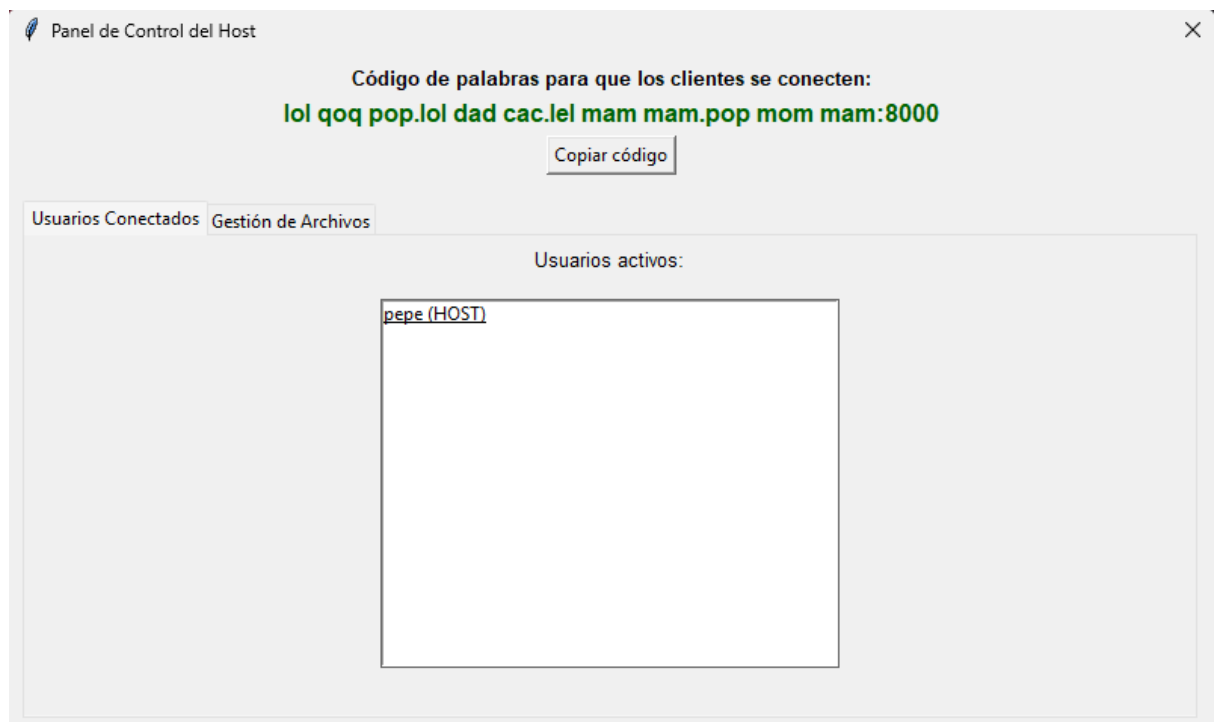 Panel de Control del Host
Código de palabras para que los clientes se conecten:
lol qoq pop.lol dad cac.lel mam mam.pop mom mam:8000
Copiar código
Usuarios Conectados Gestión de Archivos
Usuarios activos:
pepe (HOST)